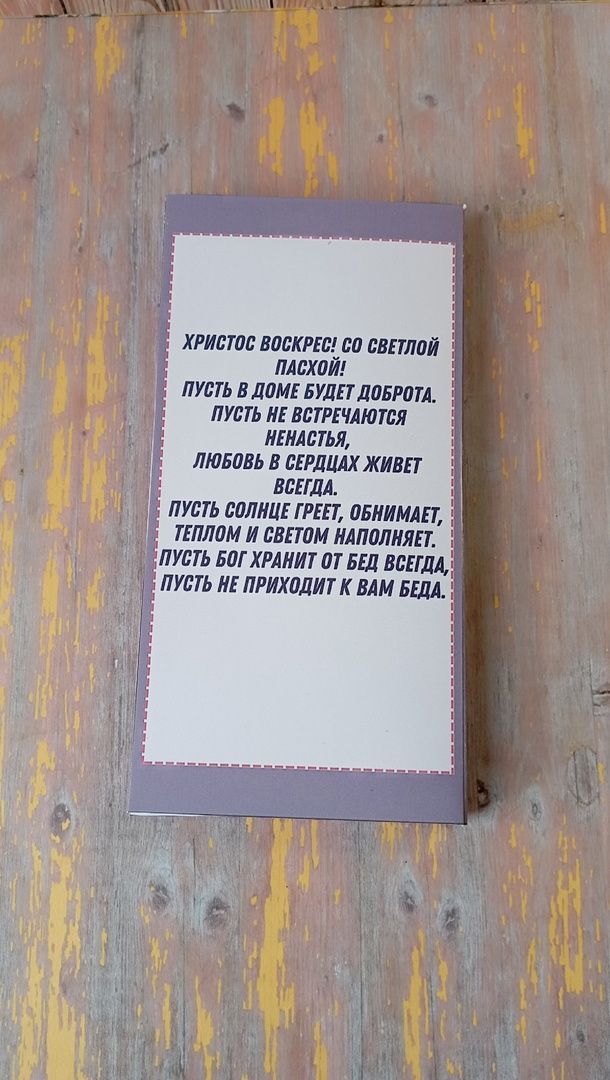 ХРИСТОС ВОСКРЕС! СО СВЕТЛОЙ
ПАСХОЙ!
ПУСТЬ В ДОМЕ БУДЕТ ДОБРОТА.
ПУСТЬ НЕ ВСТРЕЧАЮТСЯ
НЕНАСТЬЯ,
ЛЮБОВЬ В СЕРДЦАХ ЖИВЕТ
ВСЕГДА.
ПУСТЬ СОЛНЦЕ ГРЕЕТ, ОБНИМАЕТ,
ТЕПЛОМ И СВЕТОМ НАПОЛНЯЕТ.
ПУСТЬ БОГ ХРАНИТ ОТ БЕД ВСЕГДА,
ПУСТЬ НЕ ПРИХОДИТ К ВАМ БЕДА.